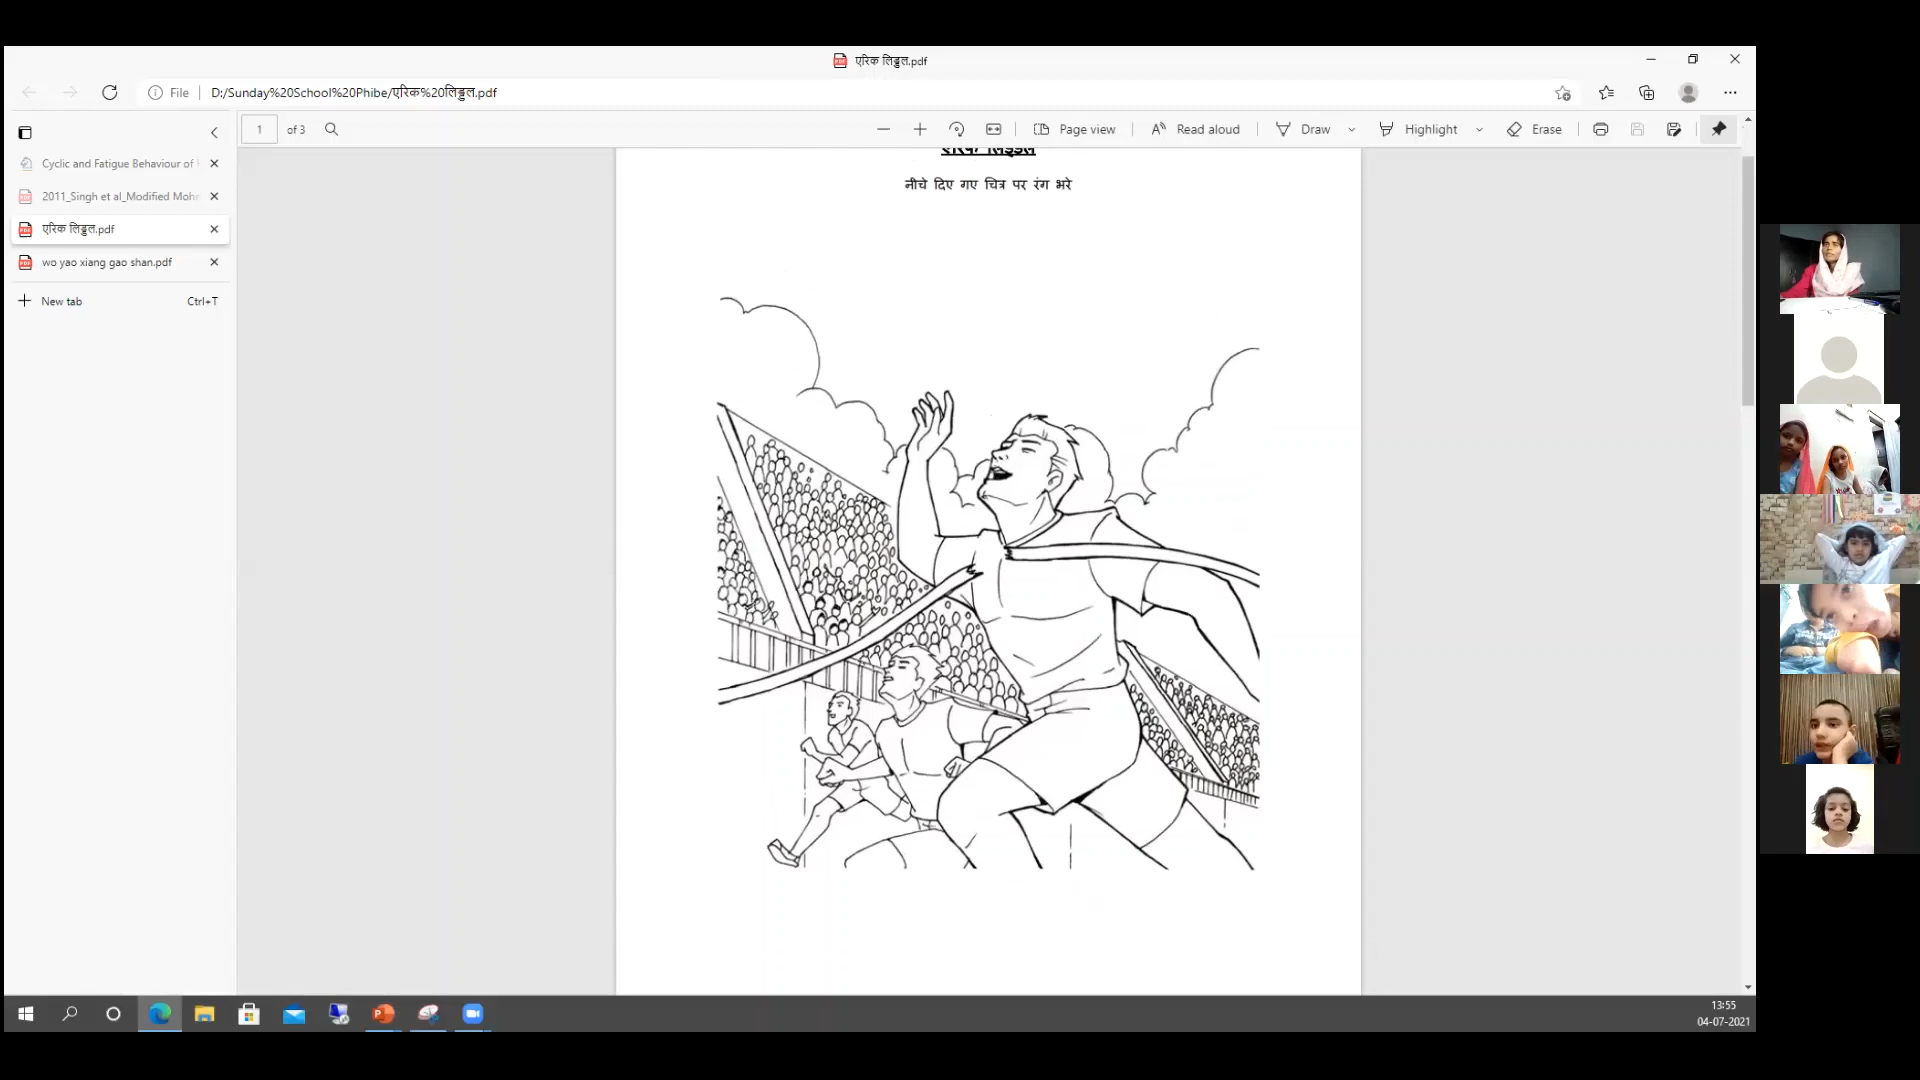 एरिक लिड्डल.pdf
File
D:/Sunday%20School%20Phibe/एरिक%20लिड्डल.pdf
1 of 3
Page view
Read aloud
Draw
Highlight
Erase
Cyclic and Fatigue Behaviour of
2011_Singh et al_Modified
एरिक लिड्डल.pdf
wo yao xiang gao shan.pdf
New tab Ctrl+T
नीचे दिए गए चित्र पर रंग भरे
13:55
04-07-2021